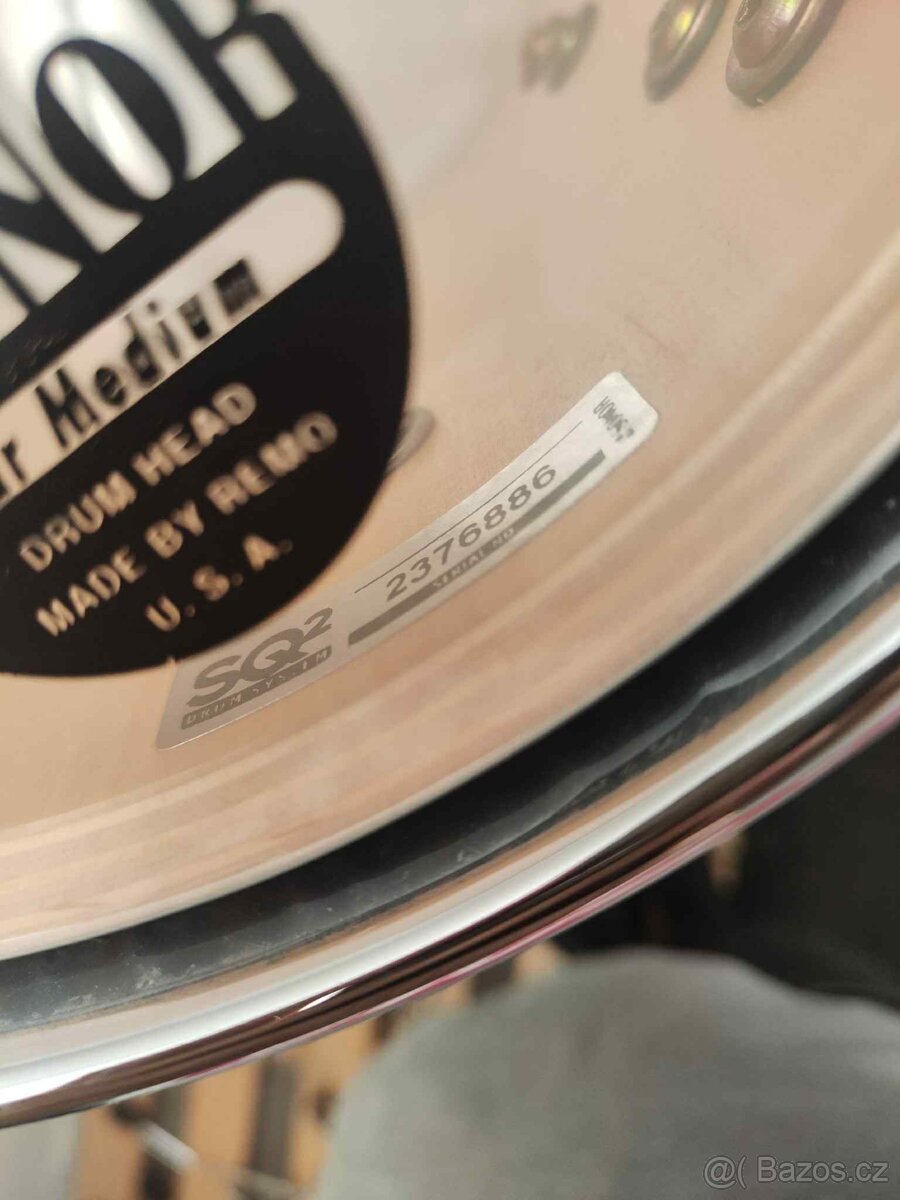 NOR
r Medium
DRUM HEAD
MADE BY REMO
U. S. A.
SQ2
DRUM SYSTEM
2376886
SERIAL NO
@( Bazos.cz